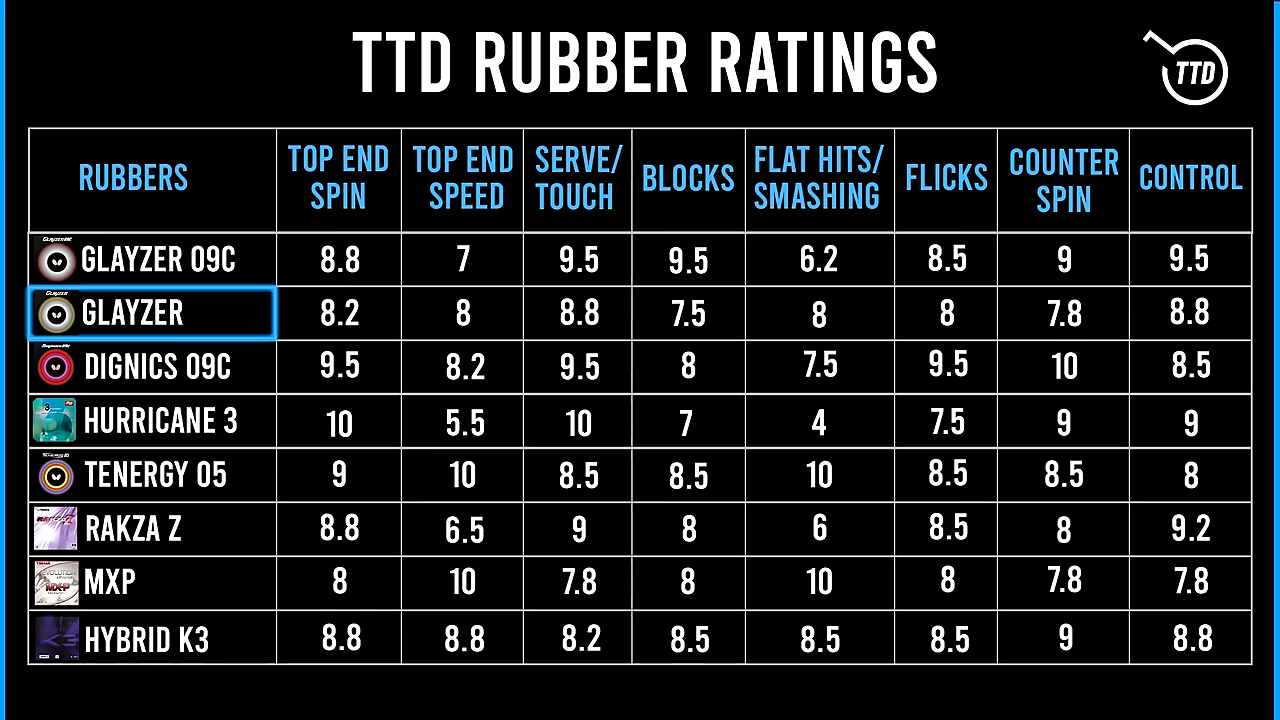 TTD RUBBER RATINGS
TTD
RUBBERS TOP END SPIN TOP END SPEED SERVE/TOUCH BLOCKS FLAT HITS/SMASHING FLICKS COUNTER SPIN CONTROL
GLAYZER 09C 8.8 7 9.5 9.5 6.2 8.5 9 9.5
GLAYZER 8.2 8 8.8 7.5 8 8 7.8 8.8
DIGNICS 09C 9.5 8.2 9.5 8 7.5 9.5 10 8.5
HURRICANE 3 10 5.5 10 7 4 7.5 9 9
TENERGY 05 9 10 8.5 8.5 10 8.5 8.5 8
RAKZA Z 8.8 6.5 9 8 6 8.5 8 9.2
MXP 8 10 7.8 8 10 8 7.8 7.8
HYBRID K3 8.8 8.8 8.2 8.5 8.5 8.5 9 8.8